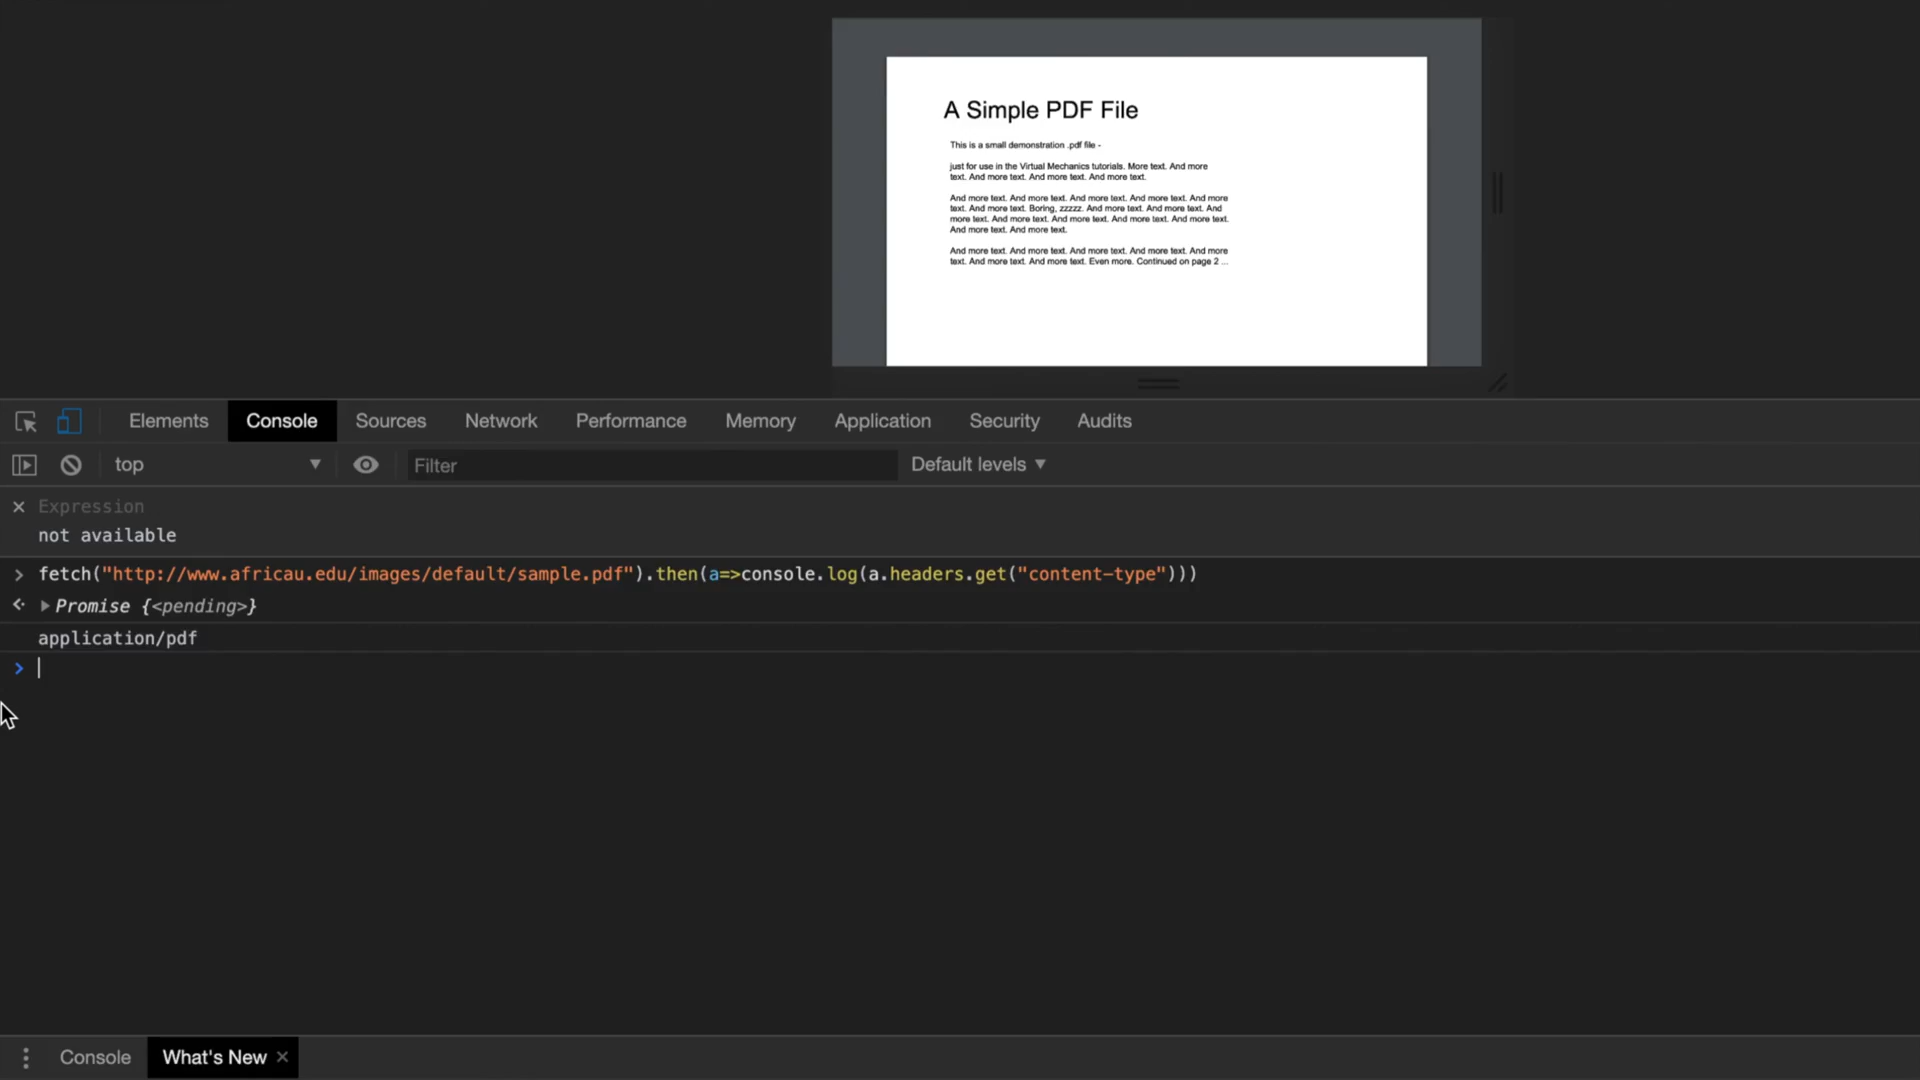 A Simple PDF File
This is a small demonstration .pdf file -
just for use in the Virtual Mechanics tutorials. More text. And more
text. And more text. And more text. And more text.
And more text. And more text. And more text. And more text. And more
text. And more text. Boring, zzzzz. And more text. And more text. And
more text. And more text. And more text. And more text. And more text.
And more text. And more text.
And more text. And more text. And more text. And more text. And more
text. And more text. And more text. Even more. Continued on page 2 ...
Elements Console Sources Network Performance Memory Application Security Audits
top Filter Default levels
Expression
not available
fetch("http://www.africau.edu/images/default/sample.pdf").then(a=>console.log(a.headers.get("content-type")))
Promise {<pending>}
application/pdf
Console What's New